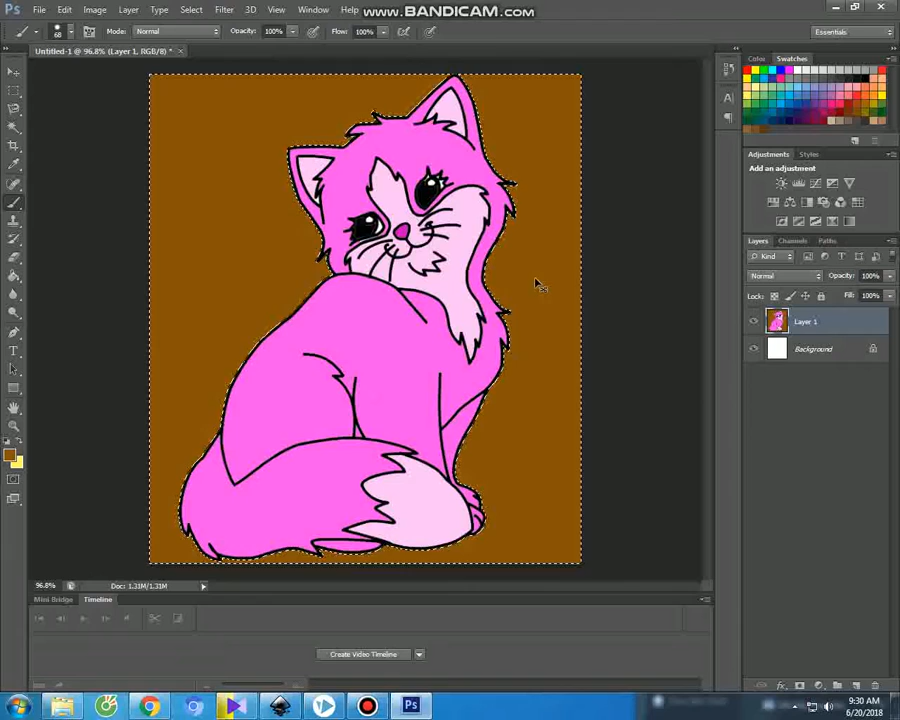 Ps File Edit Image Layer Type Select Filter 3D View Window Help
www.BANDICAM.com
Mode: Normal Opacity: 100% Flow: 100% Essentials
68
Untitled-1 @ 96.8% (Layer 1, RGB/8) * ×
Color Swatches
Adjustments Styles
Add an adjustment
Layers Channels Paths
Kind
Normal Opacity: 100%
Lock: Fill: 100%
Layer 1
Background
96.8% Doc: 1.31M/1.31M
Mini Bridge Timeline
Create Video Timeline
Ps
9:30 AM
6/20/2018